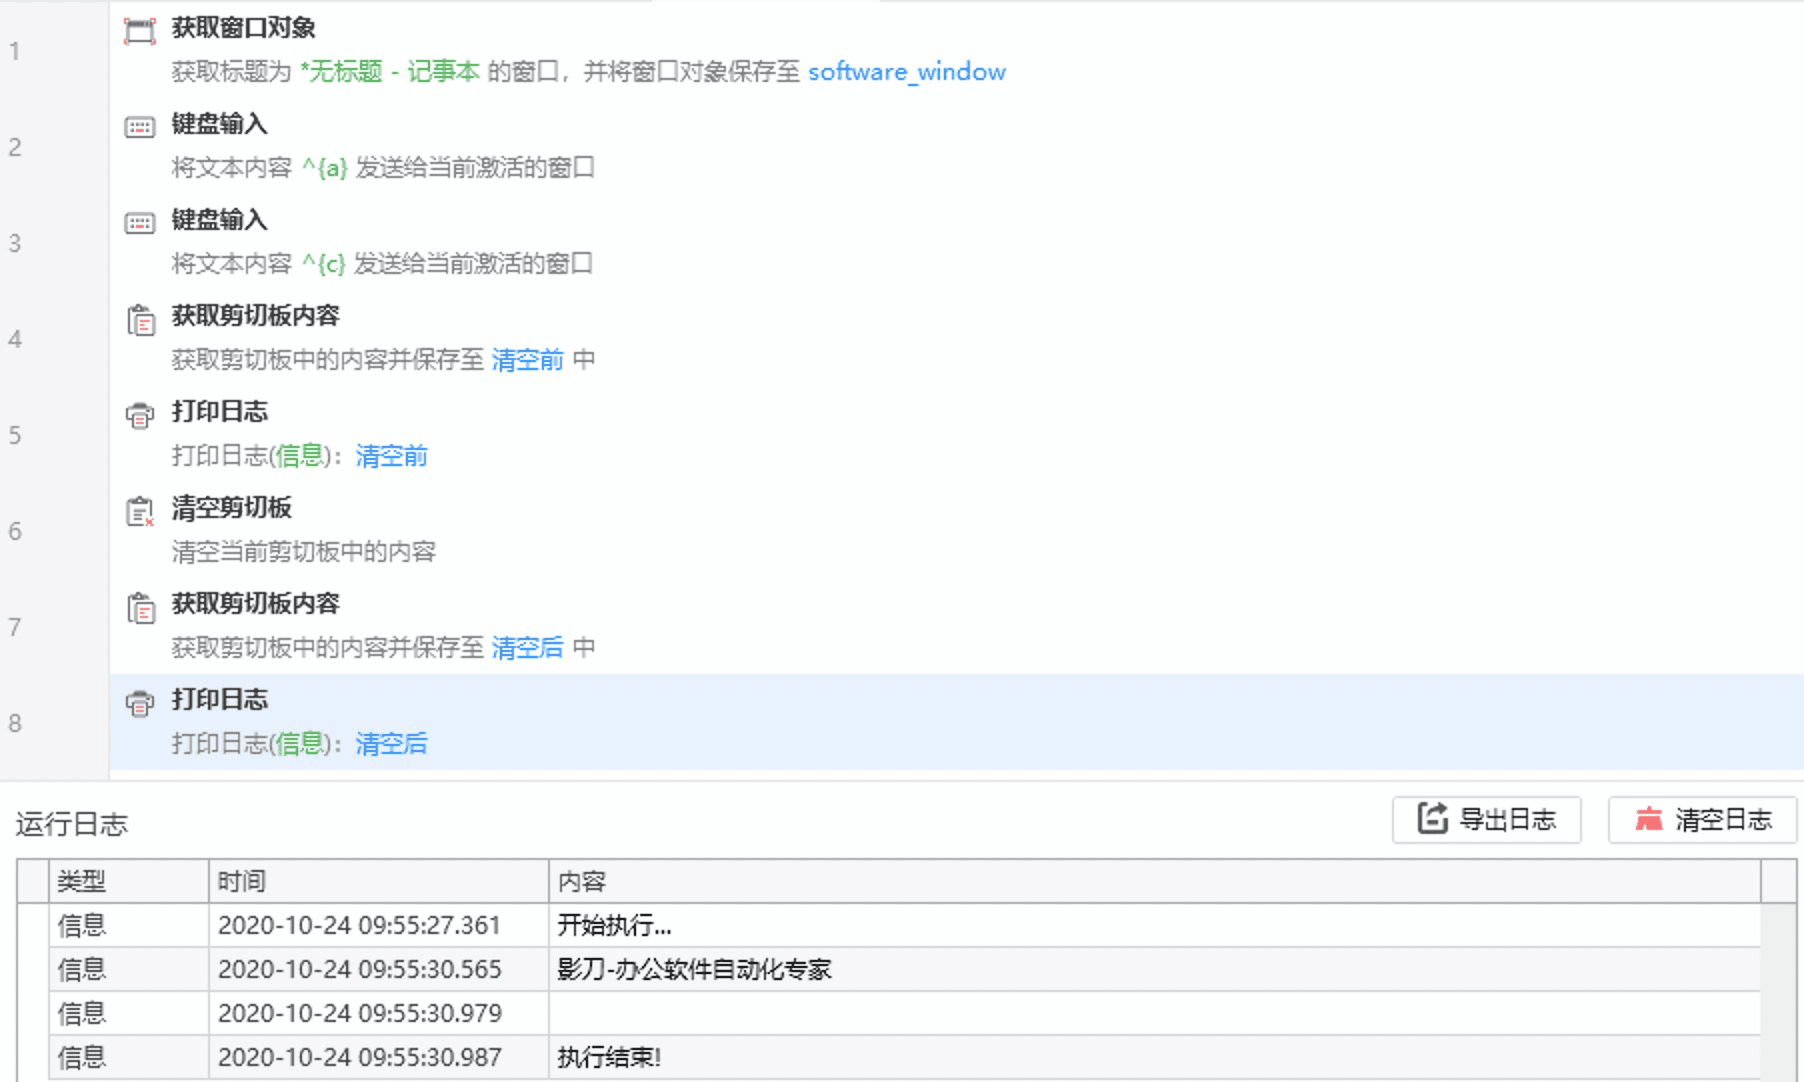 1
获取窗口对象
获取标题为 *无标题 - 记事本 的窗口，并将窗口对象保存至 software_window
2
键盘输入
将文本内容 ^{a} 发送给当前激活的窗口
3
键盘输入
将文本内容 ^{c} 发送给当前激活的窗口
4
获取剪切板内容
获取剪切板中的内容并保存至 清空前 中
5
打印日志
打印日志(信息)：清空前
6
清空剪切板
清空当前剪切板中的内容
7
获取剪切板内容
获取剪切板中的内容并保存至 清空后 中
8
打印日志
打印日志(信息)：清空后
运行日志 导出日志 清空日志
类型 时间 内容
信息 2020-10-24 09:55:27.361 开始执行...
信息 2020-10-24 09:55:30.565 影刀-办公软件自动化专家
信息 2020-10-24 09:55:30.979
信息 2020-10-24 09:55:30.987 执行结束!